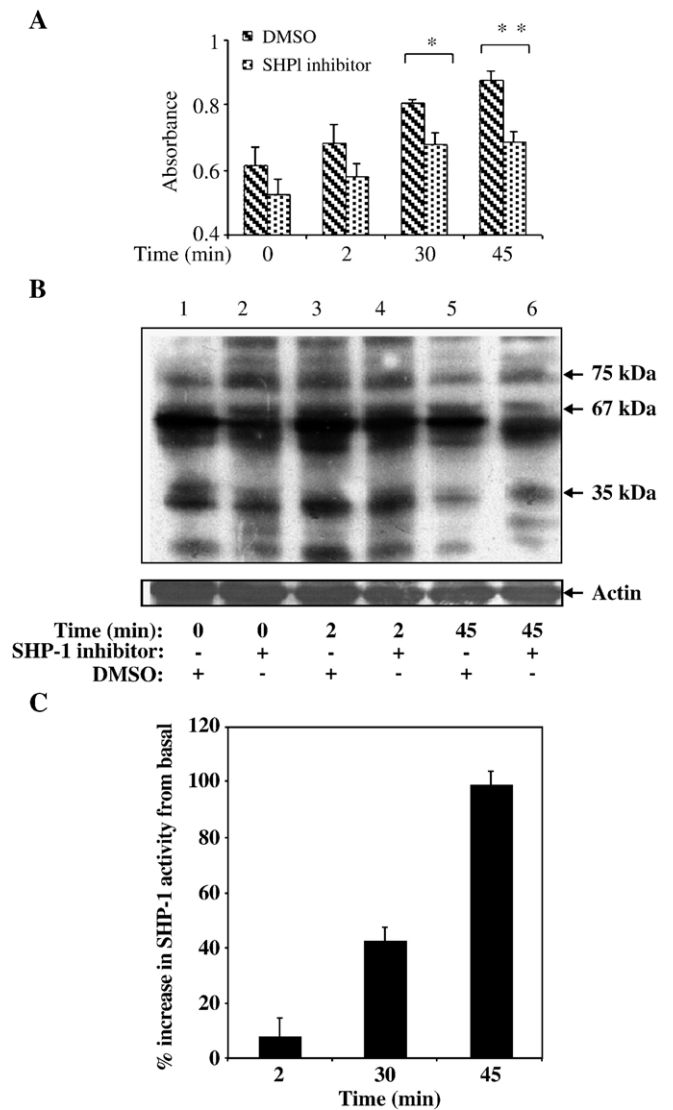 A
1
DMSO
SHPl inhibitor
*
* *
0.8
0.6
0.4
Absorbance
Time (min) 0 2 30 45
B
1 2 3 4 5 6
75 kDa
67 kDa
35 kDa
Actin
Time (min): 0 0 2 2 45 45
SHP-1 inhibitor: - + - + - +
DMSO: + - + - + -
C
120
100
80
60
40
20
0
% increase in SHP-1 activity from basal
2 30 45
Time (min)